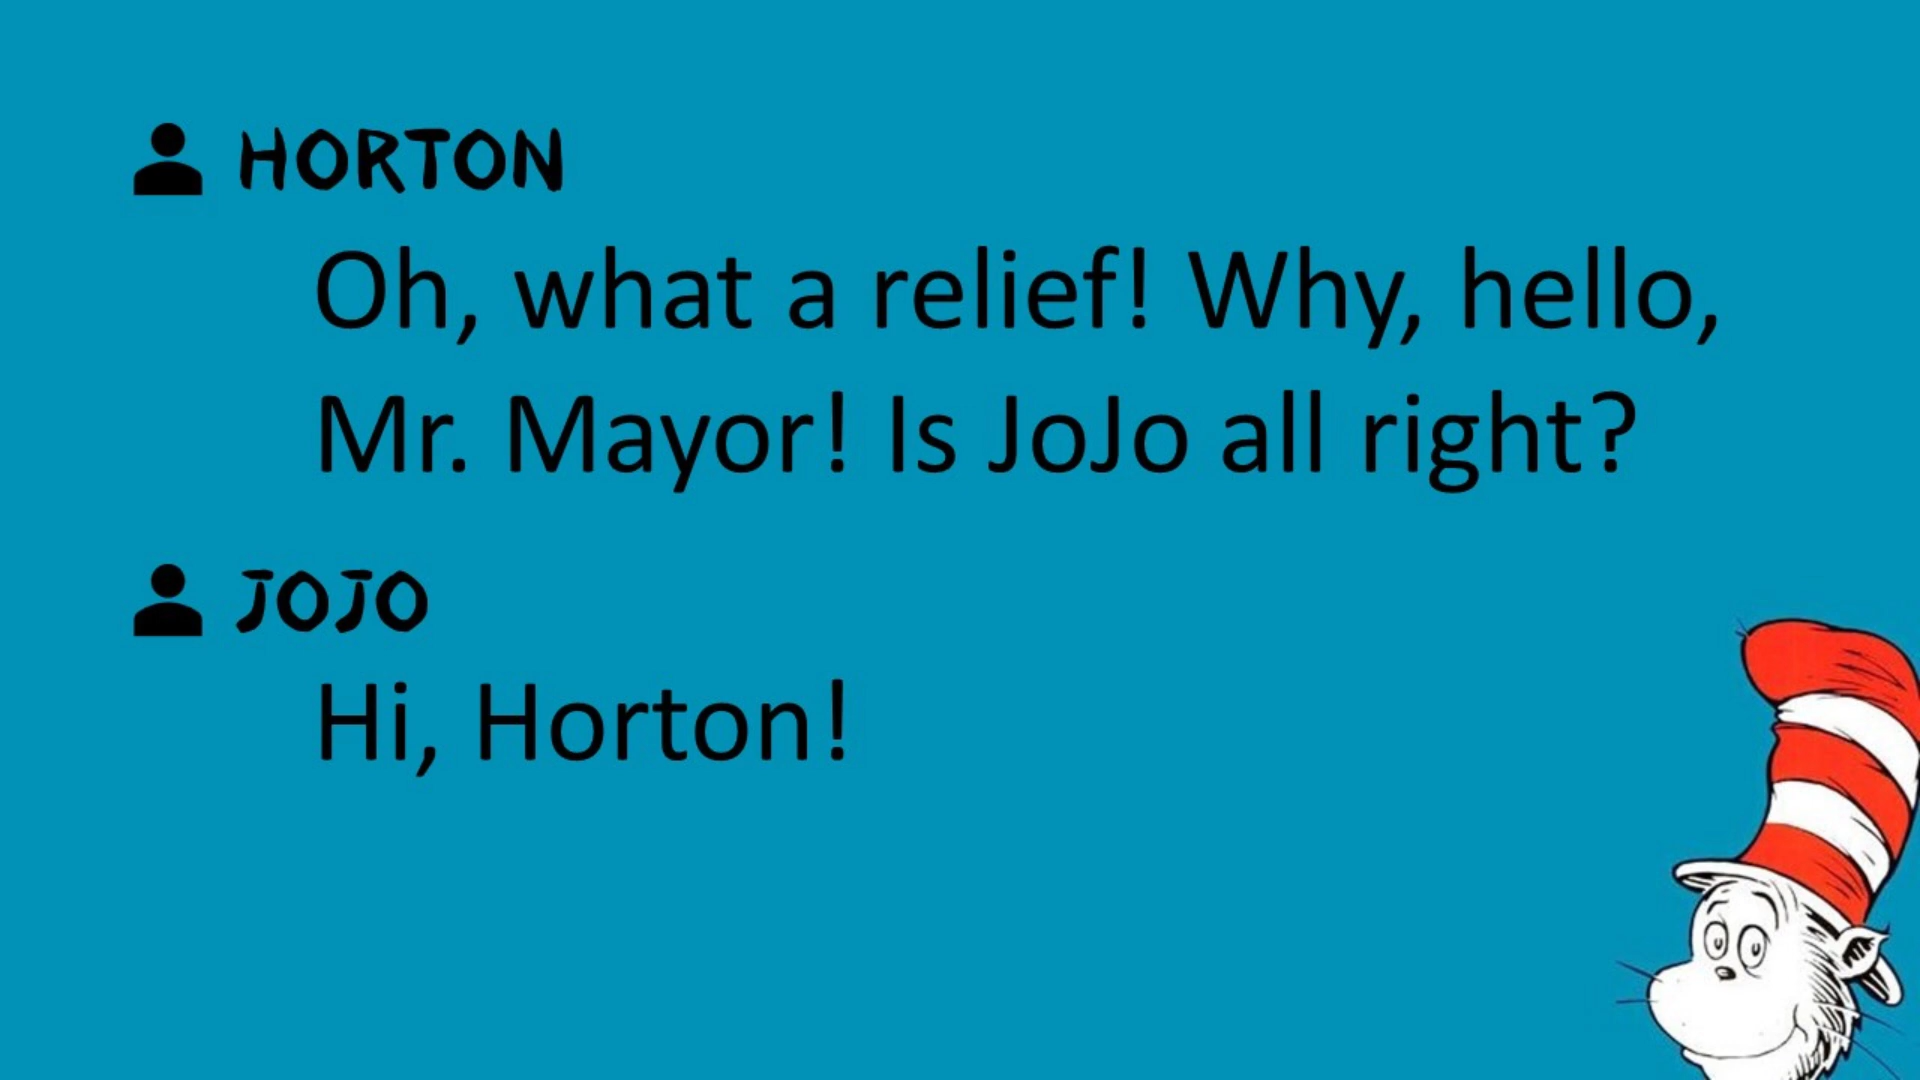 HORTON
Oh, what a relief! Why, hello,
Mr. Mayor! Is JoJo all right?
JOJO
Hi, Horton!